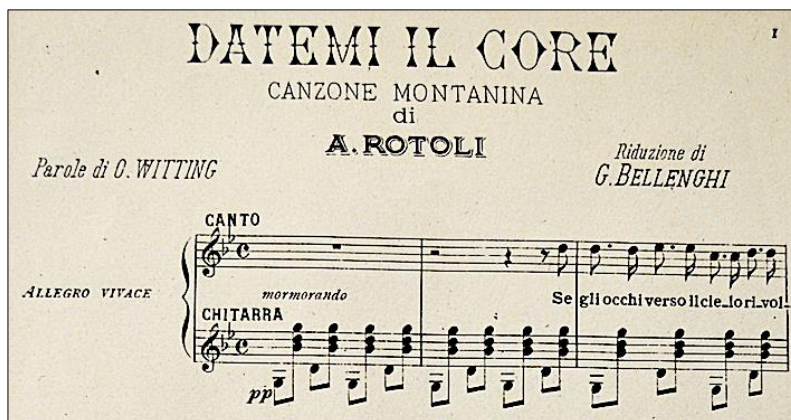 DATEMI IL CORE
1
CANZONE MONTANINA
di
A. ROTOLI
Parole di O. WITTING
Riduzione di
G. BELLENGHI
CANTO
ALLEGRO VIVACE
mormorando
Se gli occhi verso il cie_lo ri_vol_
CHITARRA
pp